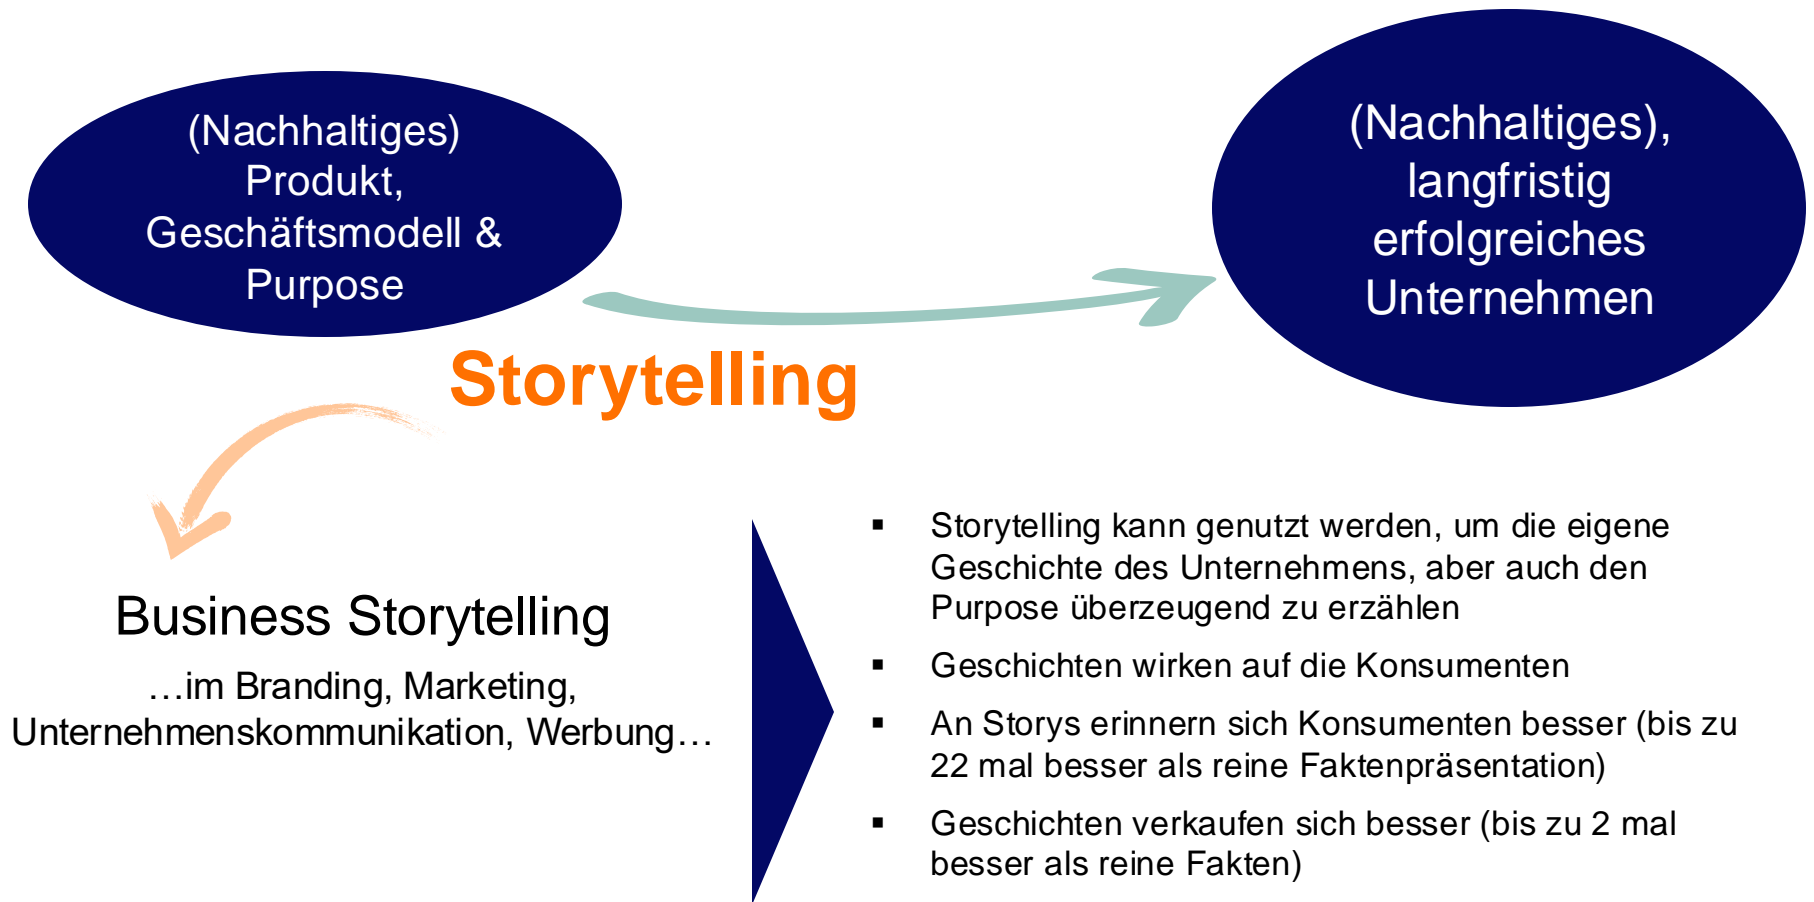 (Nachhaltiges)
Produkt,
Geschäftsmodell &
Purpose
(Nachhaltiges),
langfristig
erfolgreiches
Unternehmen
Storytelling
Business Storytelling
…im Branding, Marketing,
Unternehmenskommunikation, Werbung…
▪ Storytelling kann genutzt werden, um die eigene
Geschichte des Unternehmens, aber auch den
Purpose überzeugend zu erzählen
▪ Geschichten wirken auf die Konsumenten
▪ An Storys erinnern sich Konsumenten besser (bis zu
22 mal besser als reine Faktenpräsentation)
▪ Geschichten verkaufen sich besser (bis zu 2 mal
besser als reine Fakten)